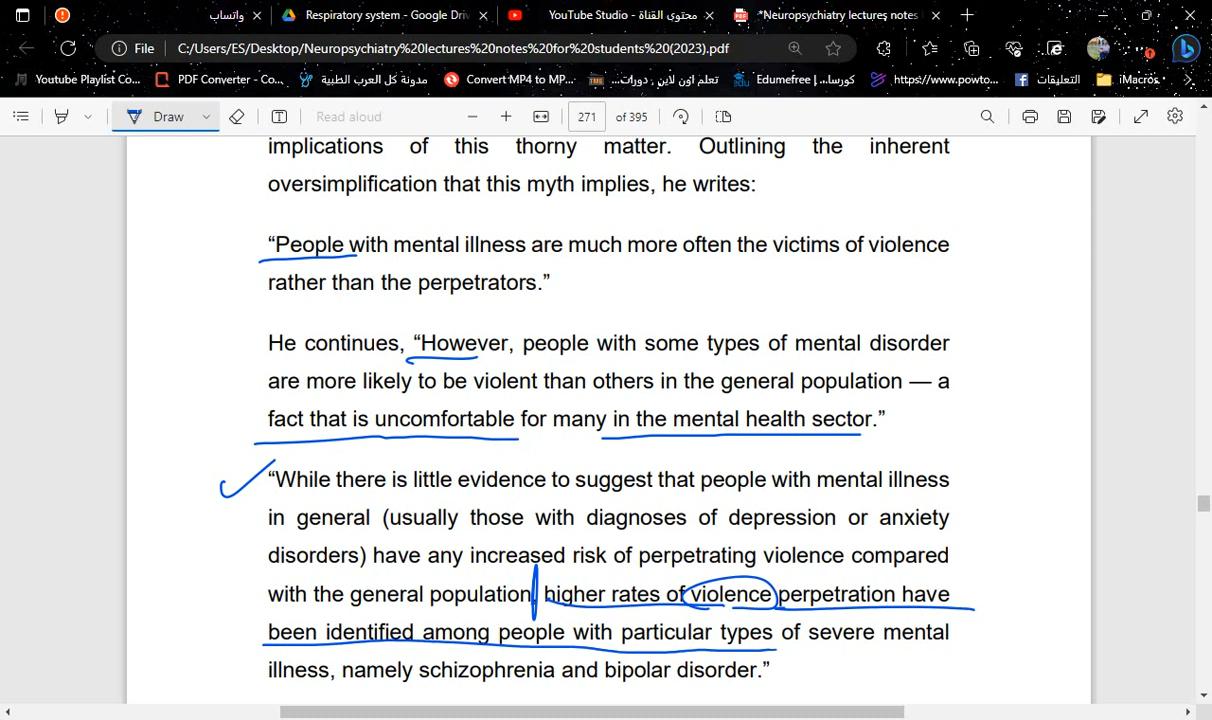 واتساب
Respiratory system - Google Driv
YouTube Studio - محتوى القناة
*Neuropsychiatry lectures notes
File
C:/Users/ES/Desktop/Neuropsychiatry%20lectures%20notes%20for%20students%20(2023).pdf
Youtube Playlist Co...
PDF Converter - Co...
مدونة كل العرب الطبية
Convert MP4 to MP...
تعلم اون لاين , دورات...
Edumefree | ...كورسا
https://www.powto...
التعليقات
iMacros
Draw
Read aloud
271 of 395
implications of this thorny matter. Outlining the inherent
oversimplification that this myth implies, he writes:
“People with mental illness are much more often the victims of violence
rather than the perpetrators.”
He continues, “However, people with some types of mental disorder
are more likely to be violent than others in the general population — a
fact that is uncomfortable for many in the mental health sector.”
“While there is little evidence to suggest that people with mental illness
in general (usually those with diagnoses of depression or anxiety
disorders) have any increased risk of perpetrating violence compared
with the general population, higher rates of violence perpetration have
been identified among people with particular types of severe mental
illness, namely schizophrenia and bipolar disorder.”